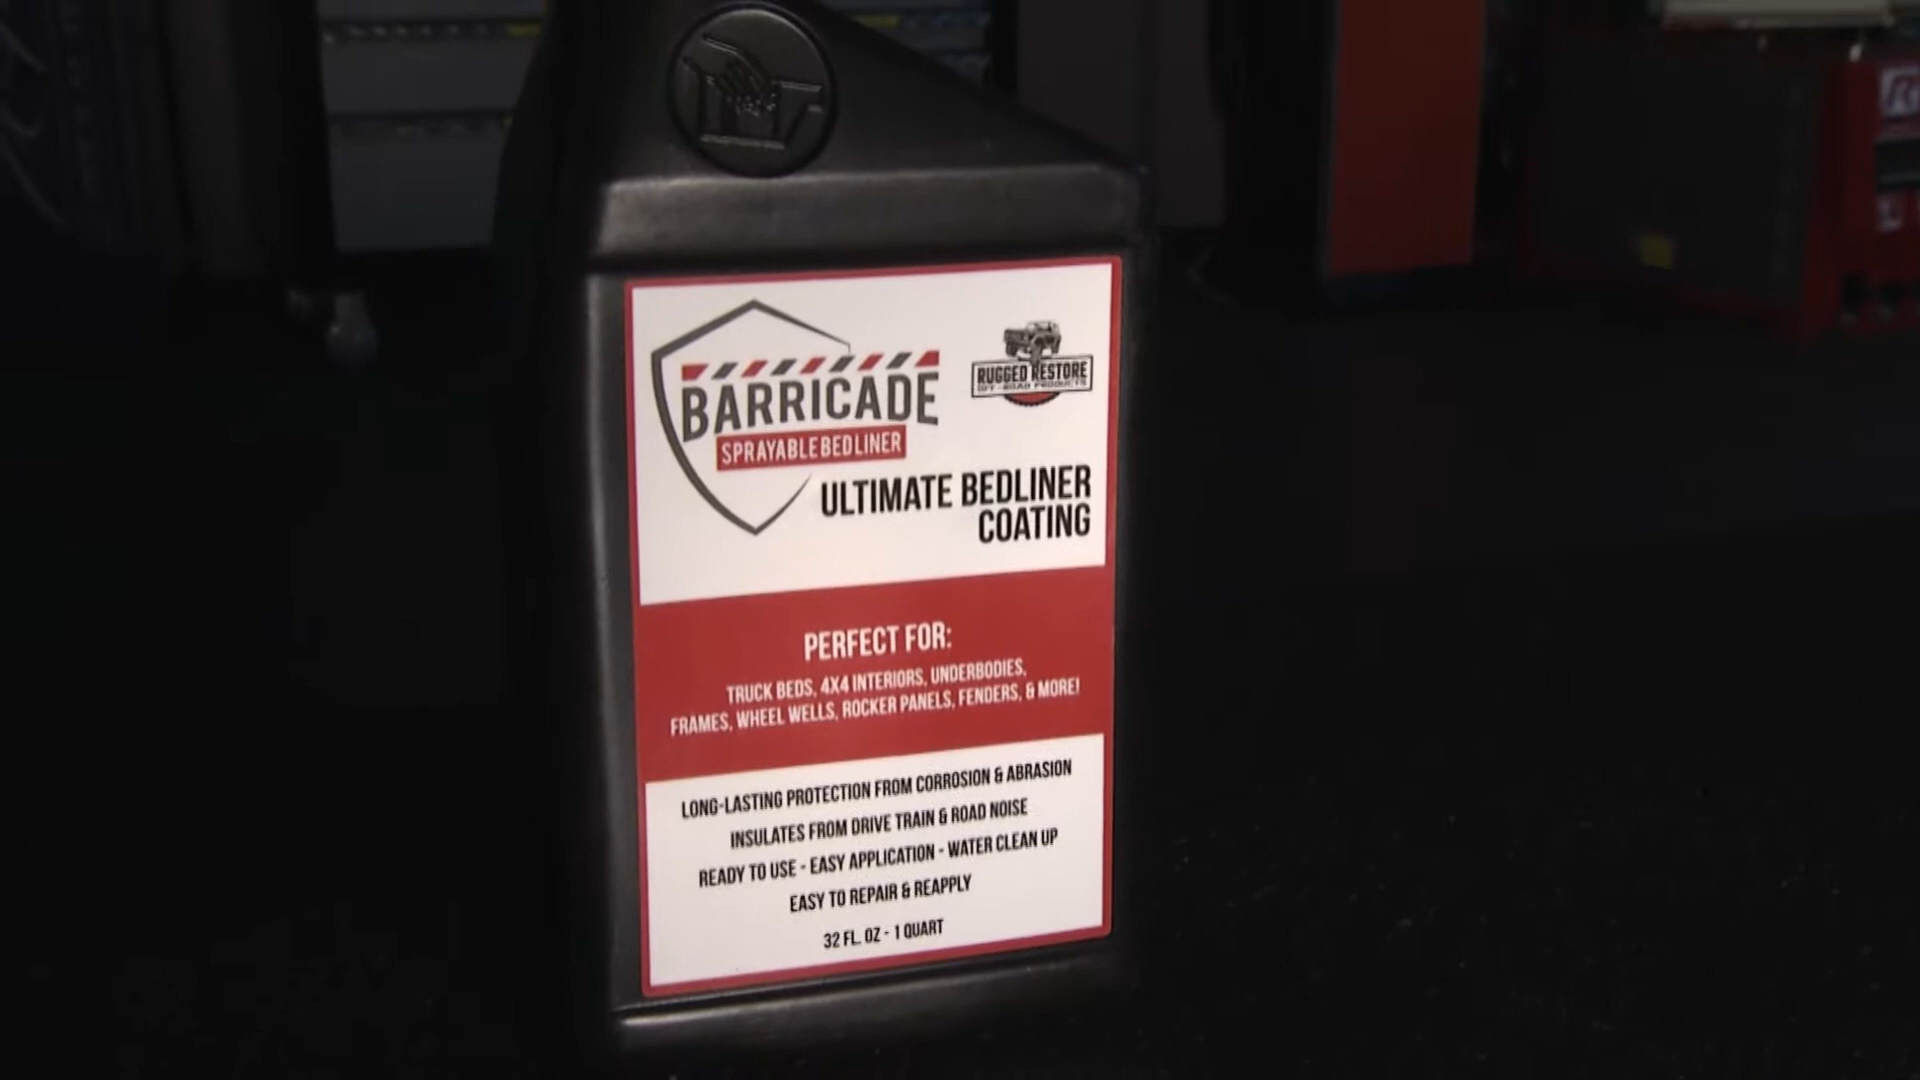 BARRICADE
SPRAYABLE BEDLINER
RUGGED RESTORE
OFF-ROAD PRODUCTS
ULTIMATE BEDLINER
COATING
PERFECT FOR:
TRUCK BEDS, 4X4 INTERIORS, UNDERBODIES,
FRAMES, WHEEL WELLS, ROCKER PANELS, FENDERS, & MORE!
LONG-LASTING PROTECTION FROM CORROSION & ABRASION
INSULATES FROM DRIVE TRAIN & ROAD NOISE
READY TO USE - EASY APPLICATION - WATER CLEAN UP
EASY TO REPAIR & REAPPLY
32 FL. OZ - 1 QUART